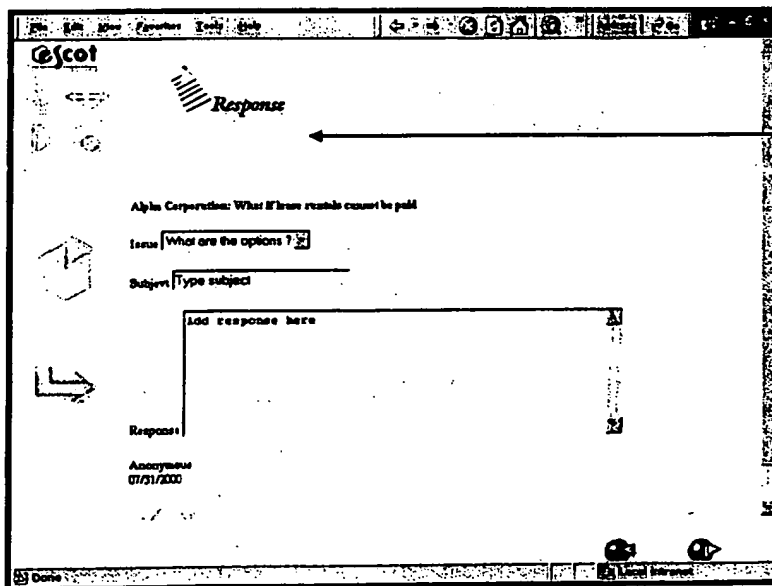 File Edit View Favorites Tools Help
eScot
Response
Alpha Corporation: What if lease rentals cannot be paid
Issue What are the options ?
Subject Type subject
Add response here
Response
Anonymous
07/31/2000
Done Local intranet